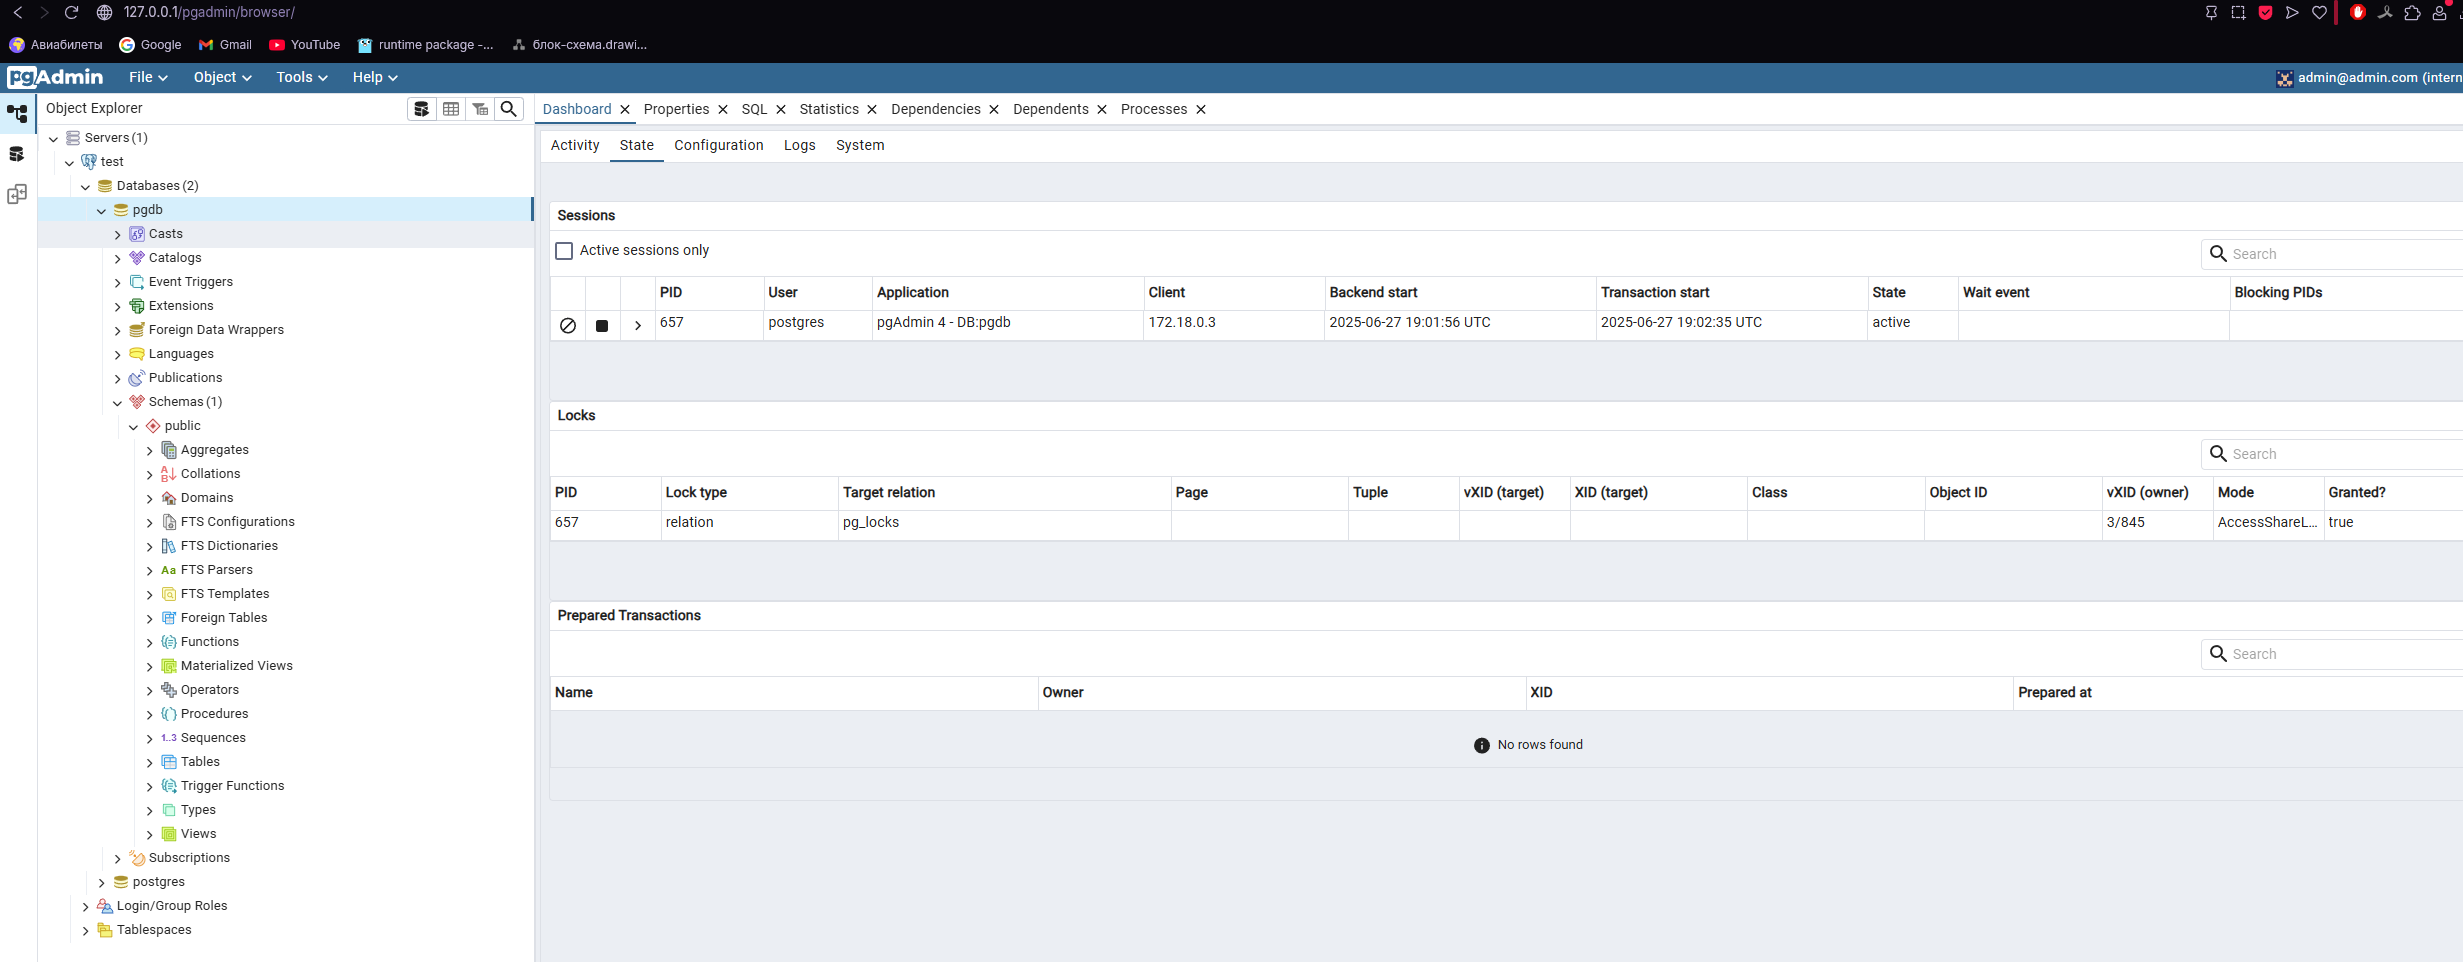 127.0.0.1/pgadmin/browser/
Авиабилеты Google Gmail YouTube runtime package -... блок-схема.drawi...
pgAdmin File Object Tools Help admin@admin.com (intern
Object Explorer
Servers (1)
test
Databases (2)
pgdb
Casts
Catalogs
Event Triggers
Extensions
Foreign Data Wrappers
Languages
Publications
Schemas (1)
public
Aggregates
Collations
Domains
FTS Configurations
FTS Dictionaries
Aa FTS Parsers
FTS Templates
Foreign Tables
Functions
Materialized Views
Operators
Procedures
1..3 Sequences
Tables
Trigger Functions
Types
Views
Subscriptions
postgres
Login/Group Roles
Tablespaces
Dashboard Properties SQL Statistics Dependencies Dependents Processes
Activity State Configuration Logs System
Sessions
Active sessions only Search
PID User Application Client Backend start Transaction start State Wait event Blocking PIDs
657 postgres pgAdmin 4 - DB:pgdb 172.18.0.3 2025-06-27 19:01:56 UTC 2025-06-27 19:02:35 UTC active
Locks
Search
PID Lock type Target relation Page Tuple vXID (target) XID (target) Class Object ID vXID (owner) Mode Granted?
657 relation pg_locks 3/845 AccessShareL... true
Prepared Transactions
Search
Name Owner XID Prepared at
No rows found